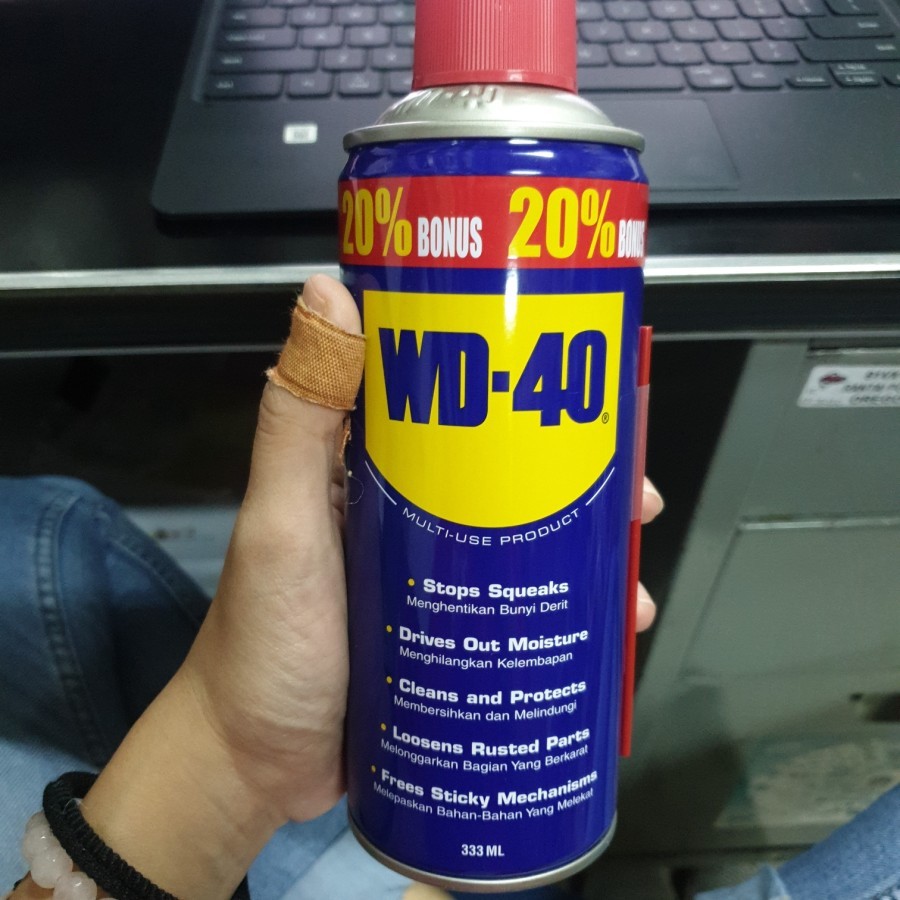 20% BONUS 20% BONUS
WD-40®
MULTI-USE PRODUCT
• Stops Squeaks
Menghentikan Bunyi Derit
• Drives Out Moisture
Menghilangkan Kelembapan
• Cleans and Protects
Membersihkan dan Melindungi
• Loosens Rusted Parts
Melonggarkan Bagian Yang Berkarat
• Frees Sticky Mechanisms
Melepaskan Bahan-Bahan Yang Melekat
333 ML